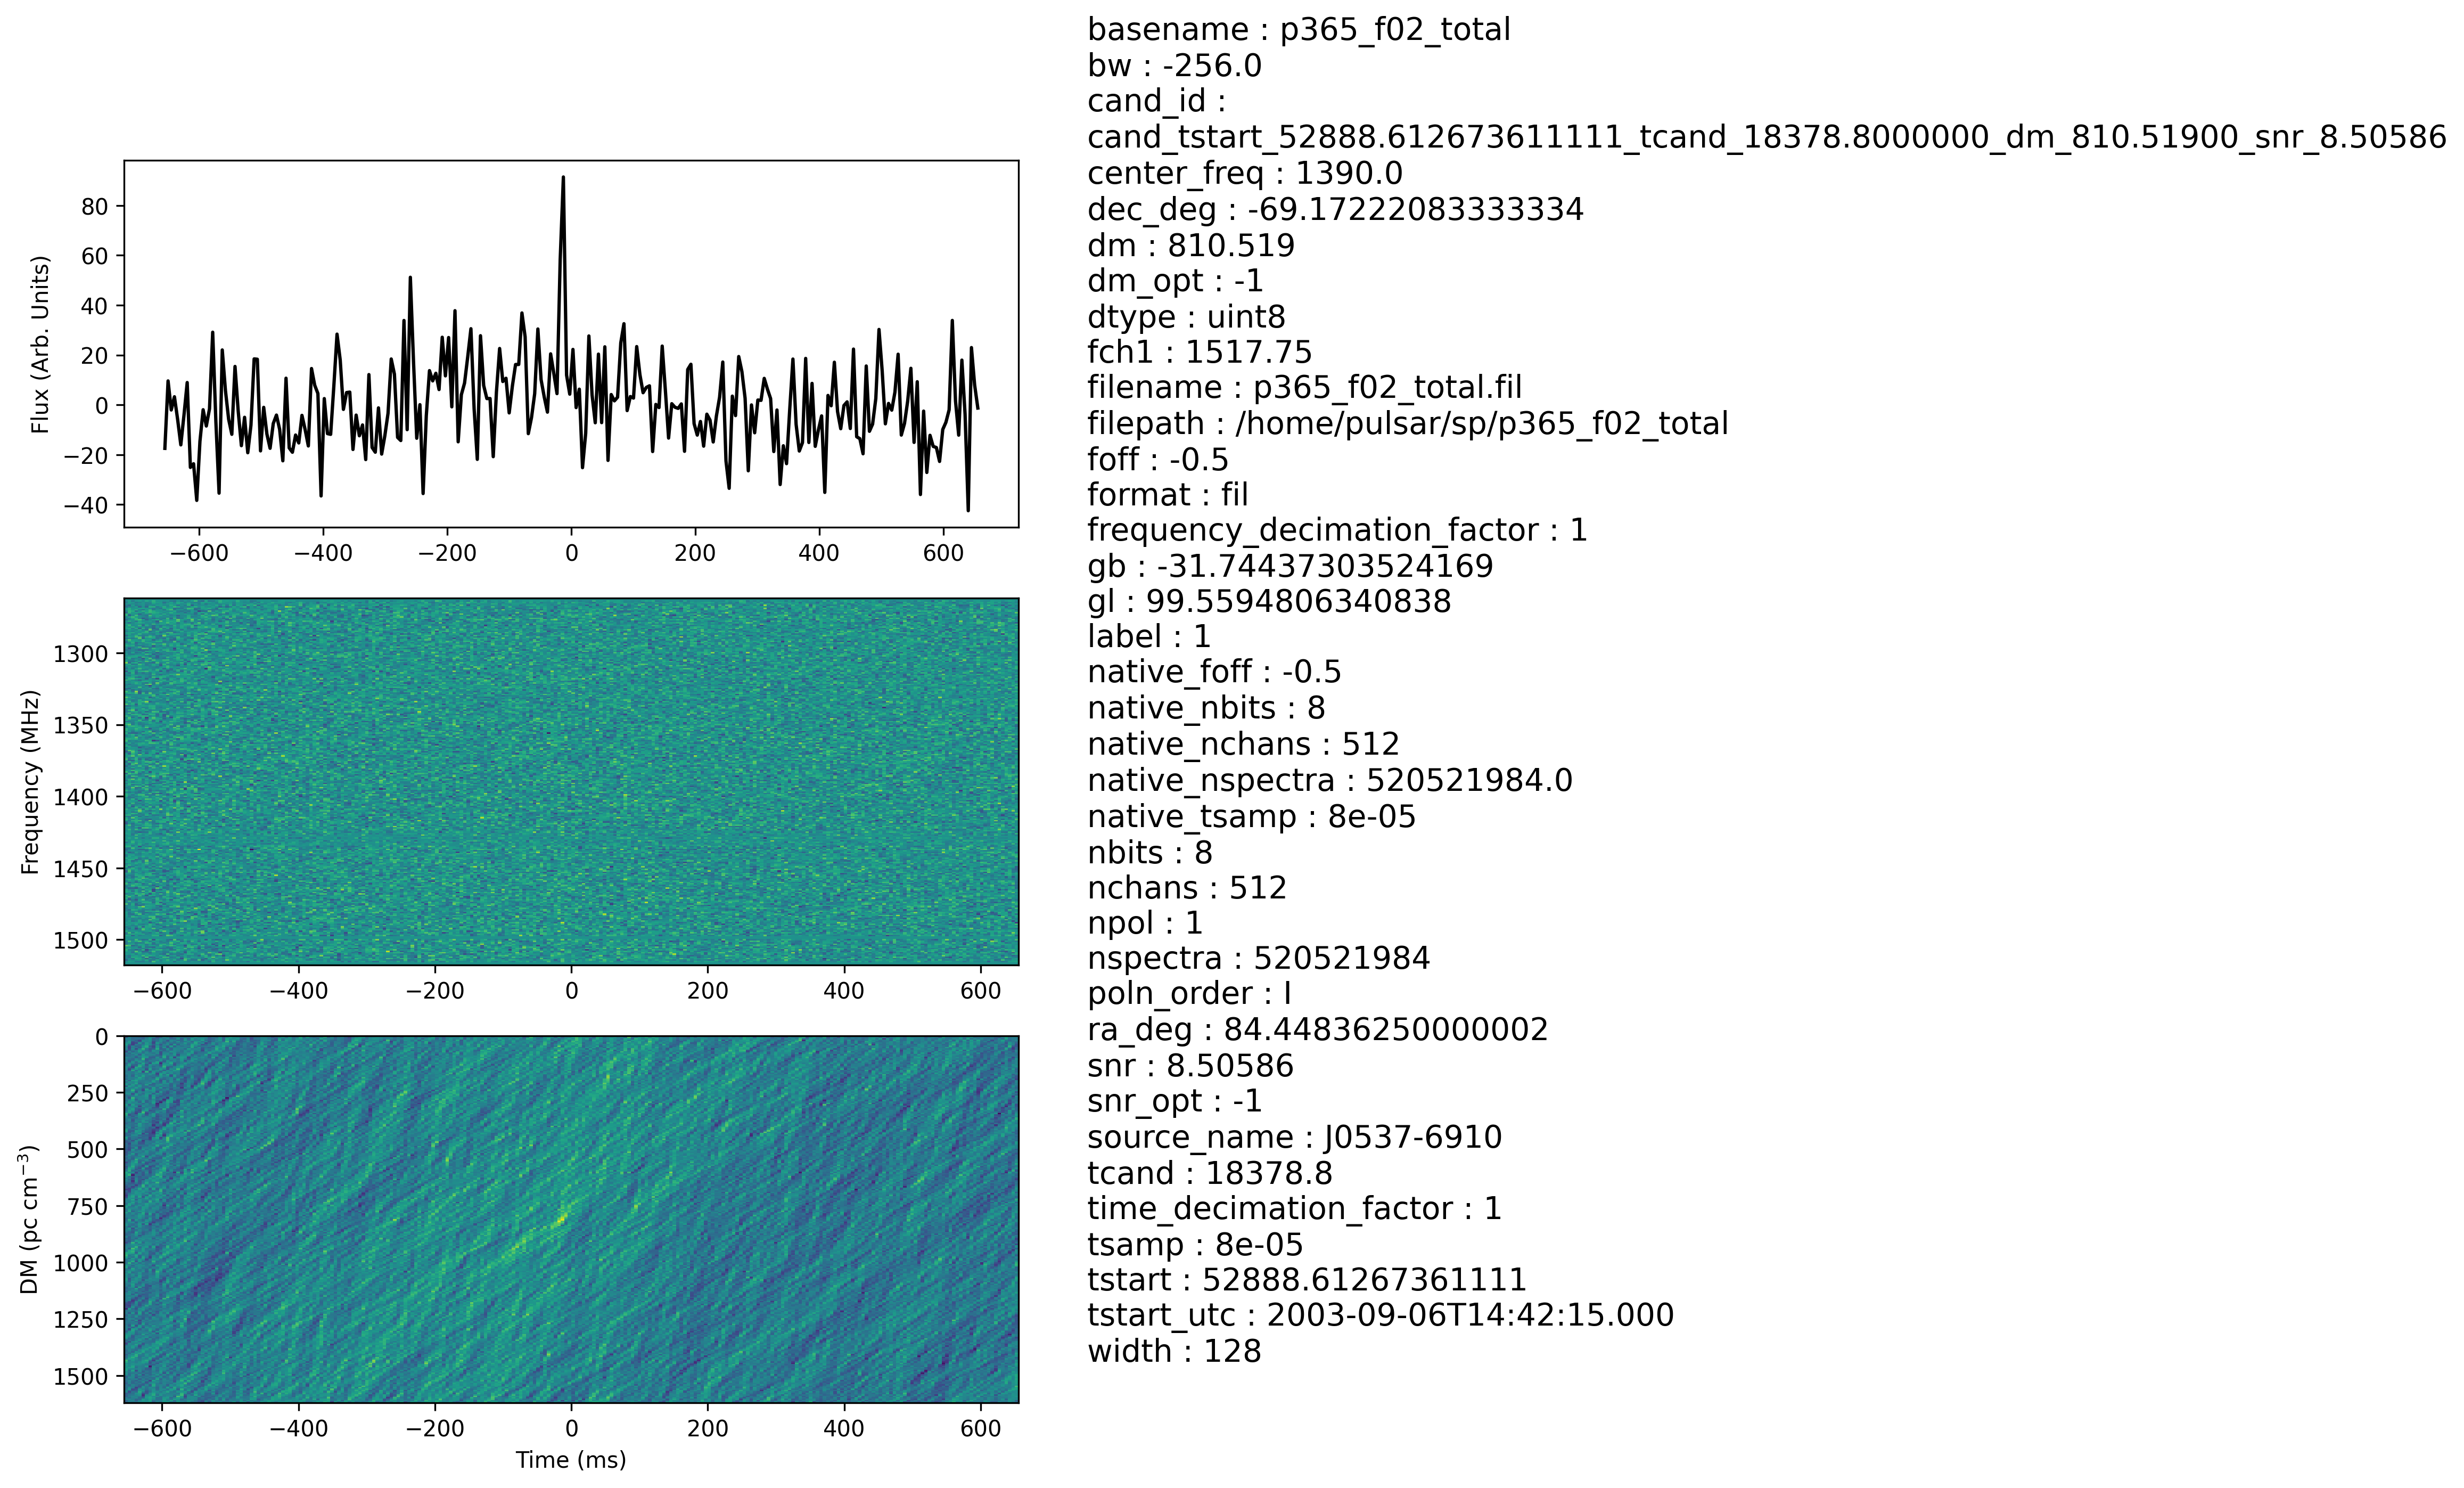 basename : p365_f02_total
bw : -256.0
cand_id :
cand_tstart_52888.612673611111_tcand_18378.8000000_dm_810.51900_snr_8.50586
center_freq : 1390.0
dec_deg : -69.17222083333334
dm : 810.519
dm_opt : -1
dtype : uint8
fch1 : 1517.75
filename : p365_f02_total.fil
filepath : /home/pulsar/sp/p365_f02_total
foff : -0.5
format : fil
frequency_decimation_factor : 1
gb : -31.74437303524169
gl : 99.5594806340838
label : 1
native_foff : -0.5
native_nbits : 8
native_nchans : 512
native_nspectra : 520521984.0
native_tsamp : 8e-05
nbits : 8
nchans : 512
npol : 1
nspectra : 520521984
poln_order : I
ra_deg : 84.44836250000002
snr : 8.50586
snr_opt : -1
source_name : J0537-6910
tcand : 18378.8
time_decimation_factor : 1
tsamp : 8e-05
tstart : 52888.61267361111
tstart_utc : 2003-09-06T14:42:15.000
width : 128
Flux (Arb. Units)
80
60
40
20
0
−20
−40
−600 −400 −200 0 200 400 600
Frequency (MHz)
1300
1350
1400
1450
1500
−600 −400 −200 0 200 400 600
DM (pc cm⁻³)
0
250
500
750
1000
1250
1500
−600 −400 −200 0 200 400 600
Time (ms)